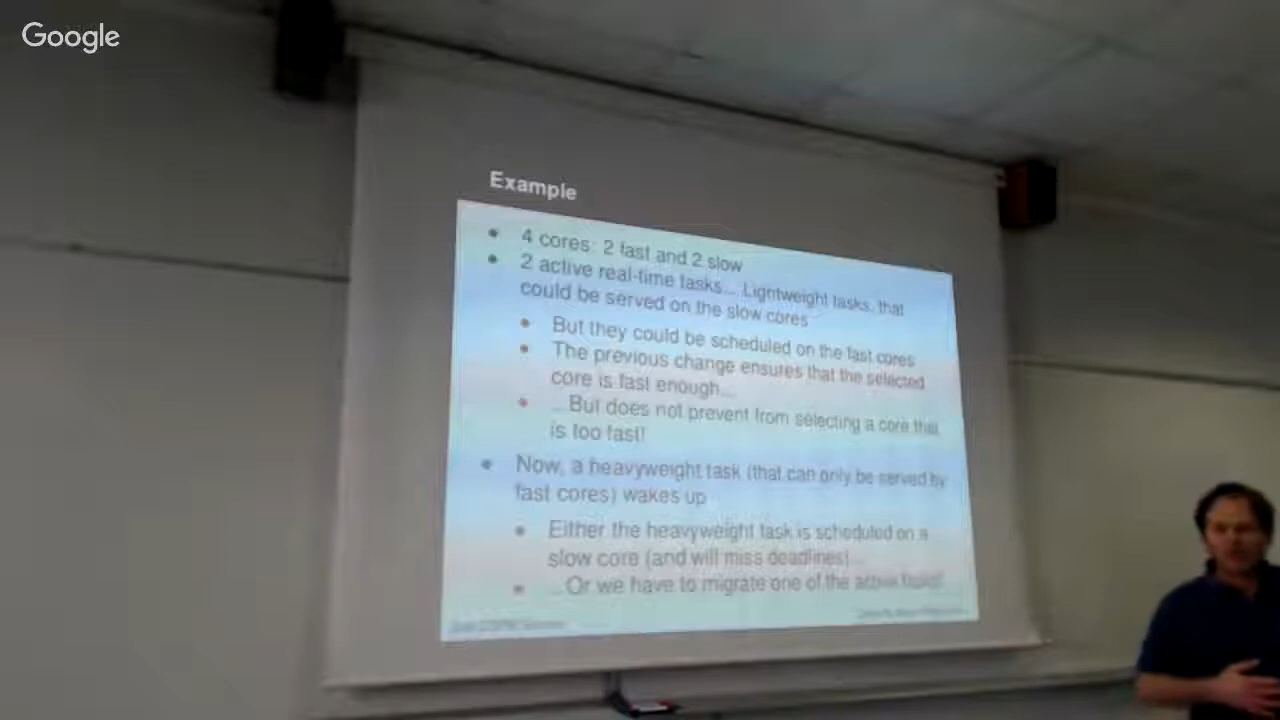 Google
Example
4 cores: 2 fast and 2 slow
2 active real-time tasks... Lightweight tasks, that
could be served on the slow cores
But they could be scheduled on the fast cores
The previous change ensures that the selected
core is fast enough...
...But does not prevent from selecting a core that
is too fast!
Now, a heavyweight task (that can only be served by
fast cores) wakes up
Either the heavyweight task is scheduled on a
slow core (and will miss deadlines)...
...Or we have to migrate one of the active tasks!